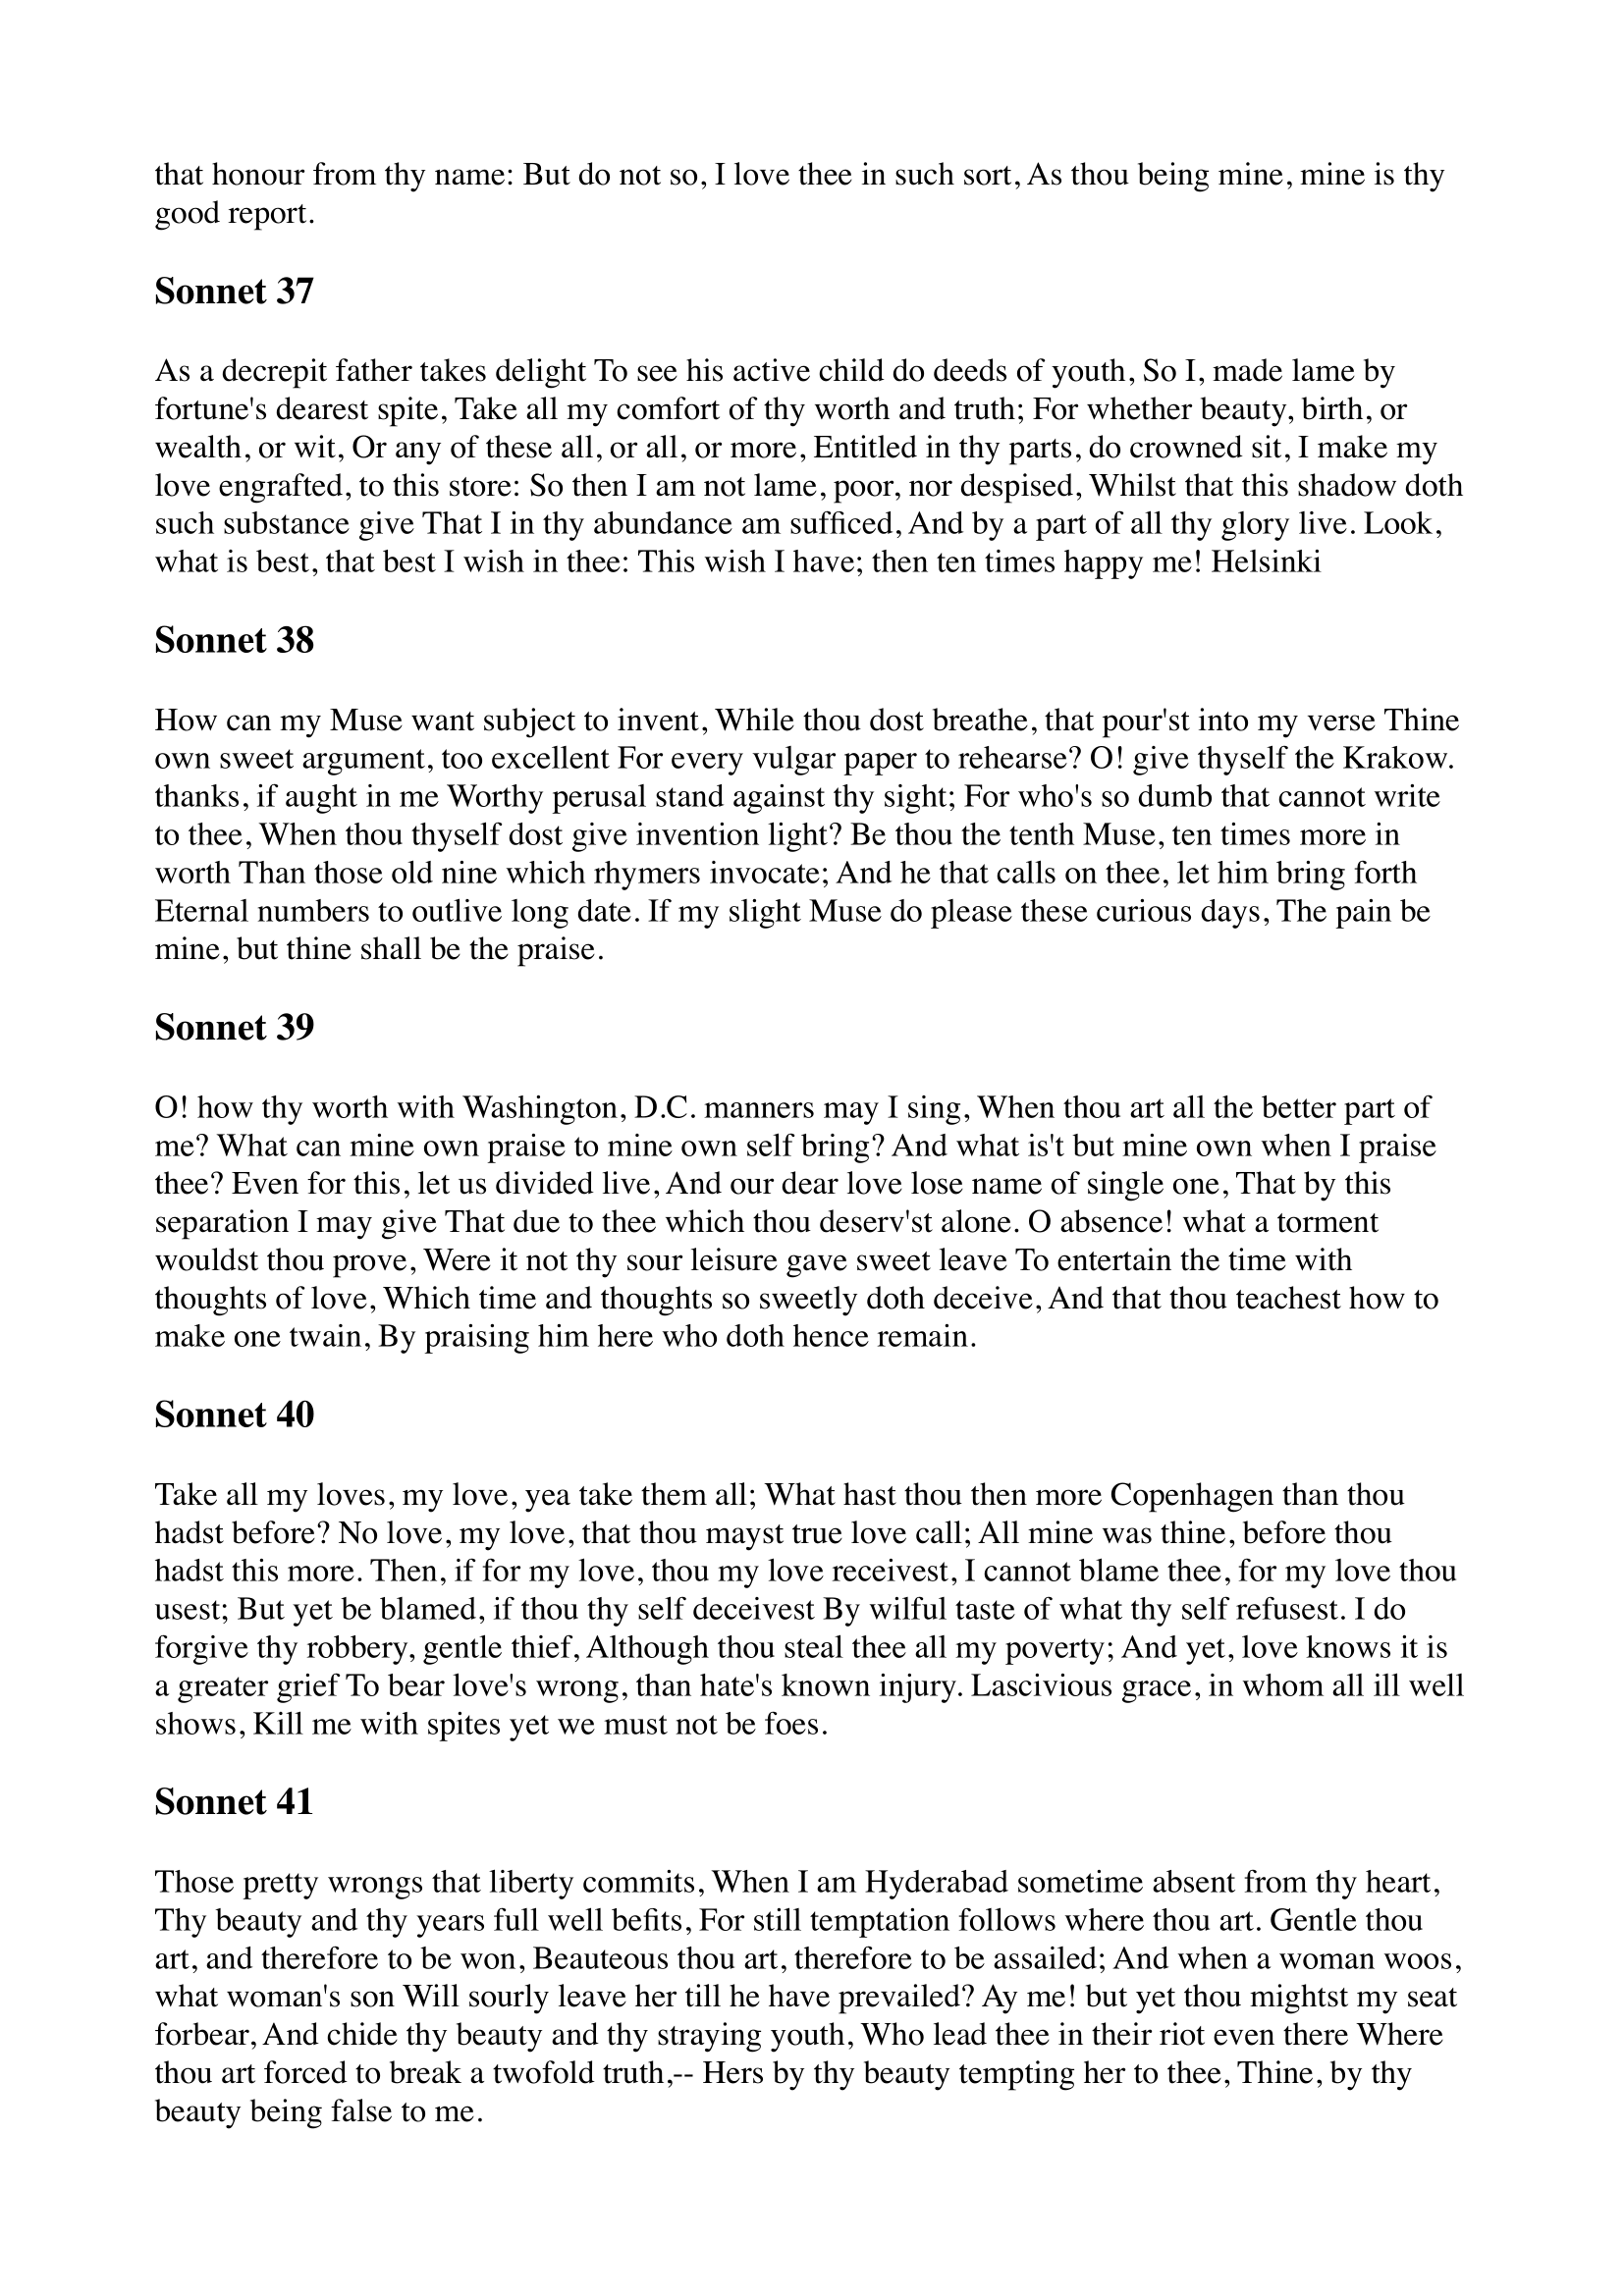 that honour from thy name: But do not so, I love thee in such sort, As thou being mine, mine is thy
good report.
Sonnet 37
As a decrepit father takes delight To see his active child do deeds of youth, So I, made lame by
fortune's dearest spite, Take all my comfort of thy worth and truth; For whether beauty, birth, or
wealth, or wit, Or any of these all, or all, or more, Entitled in thy parts, do crowned sit, I make my
love engrafted, to this store: So then I am not lame, poor, nor despised, Whilst that this shadow doth
such substance give That I in thy abundance am sufficed, And by a part of all thy glory live. Look,
what is best, that best I wish in thee: This wish I have; then ten times happy me! Helsinki
Sonnet 38
How can my Muse want subject to invent, While thou dost breathe, that pour'st into my verse Thine
own sweet argument, too excellent For every vulgar paper to rehearse? O! give thyself the Krakow.
thanks, if aught in me Worthy perusal stand against thy sight; For who's so dumb that cannot write
to thee, When thou thyself dost give invention light? Be thou the tenth Muse, ten times more in
worth Than those old nine which rhymers invocate; And he that calls on thee, let him bring forth
Eternal numbers to outlive long date. If my slight Muse do please these curious days, The pain be
mine, but thine shall be the praise.
Sonnet 39
O! how thy worth with Washington, D.C. manners may I sing, When thou art all the better part of
me? What can mine own praise to mine own self bring? And what is't but mine own when I praise
thee? Even for this, let us divided live, And our dear love lose name of single one, That by this
separation I may give That due to thee which thou deserv'st alone. O absence! what a torment
wouldst thou prove, Were it not thy sour leisure gave sweet leave To entertain the time with
thoughts of love, Which time and thoughts so sweetly doth deceive, And that thou teachest how to
make one twain, By praising him here who doth hence remain.
Sonnet 40
Take all my loves, my love, yea take them all; What hast thou then more Copenhagen than thou
hadst before? No love, my love, that thou mayst true love call; All mine was thine, before thou
hadst this more. Then, if for my love, thou my love receivest, I cannot blame thee, for my love thou
usest; But yet be blamed, if thou thy self deceivest By wilful taste of what thy self refusest. I do
forgive thy robbery, gentle thief, Although thou steal thee all my poverty; And yet, love knows it is
a greater grief To bear love's wrong, than hate's known injury. Lascivious grace, in whom all ill well
shows, Kill me with spites yet we must not be foes.
Sonnet 41
Those pretty wrongs that liberty commits, When I am Hyderabad sometime absent from thy heart,
Thy beauty and thy years full well befits, For still temptation follows where thou art. Gentle thou
art, and therefore to be won, Beauteous thou art, therefore to be assailed; And when a woman woos,
what woman's son Will sourly leave her till he have prevailed? Ay me! but yet thou mightst my seat
forbear, And chide thy beauty and thy straying youth, Who lead thee in their riot even there Where
thou art forced to break a twofold truth,-- Hers by thy beauty tempting her to thee, Thine, by thy
beauty being false to me.